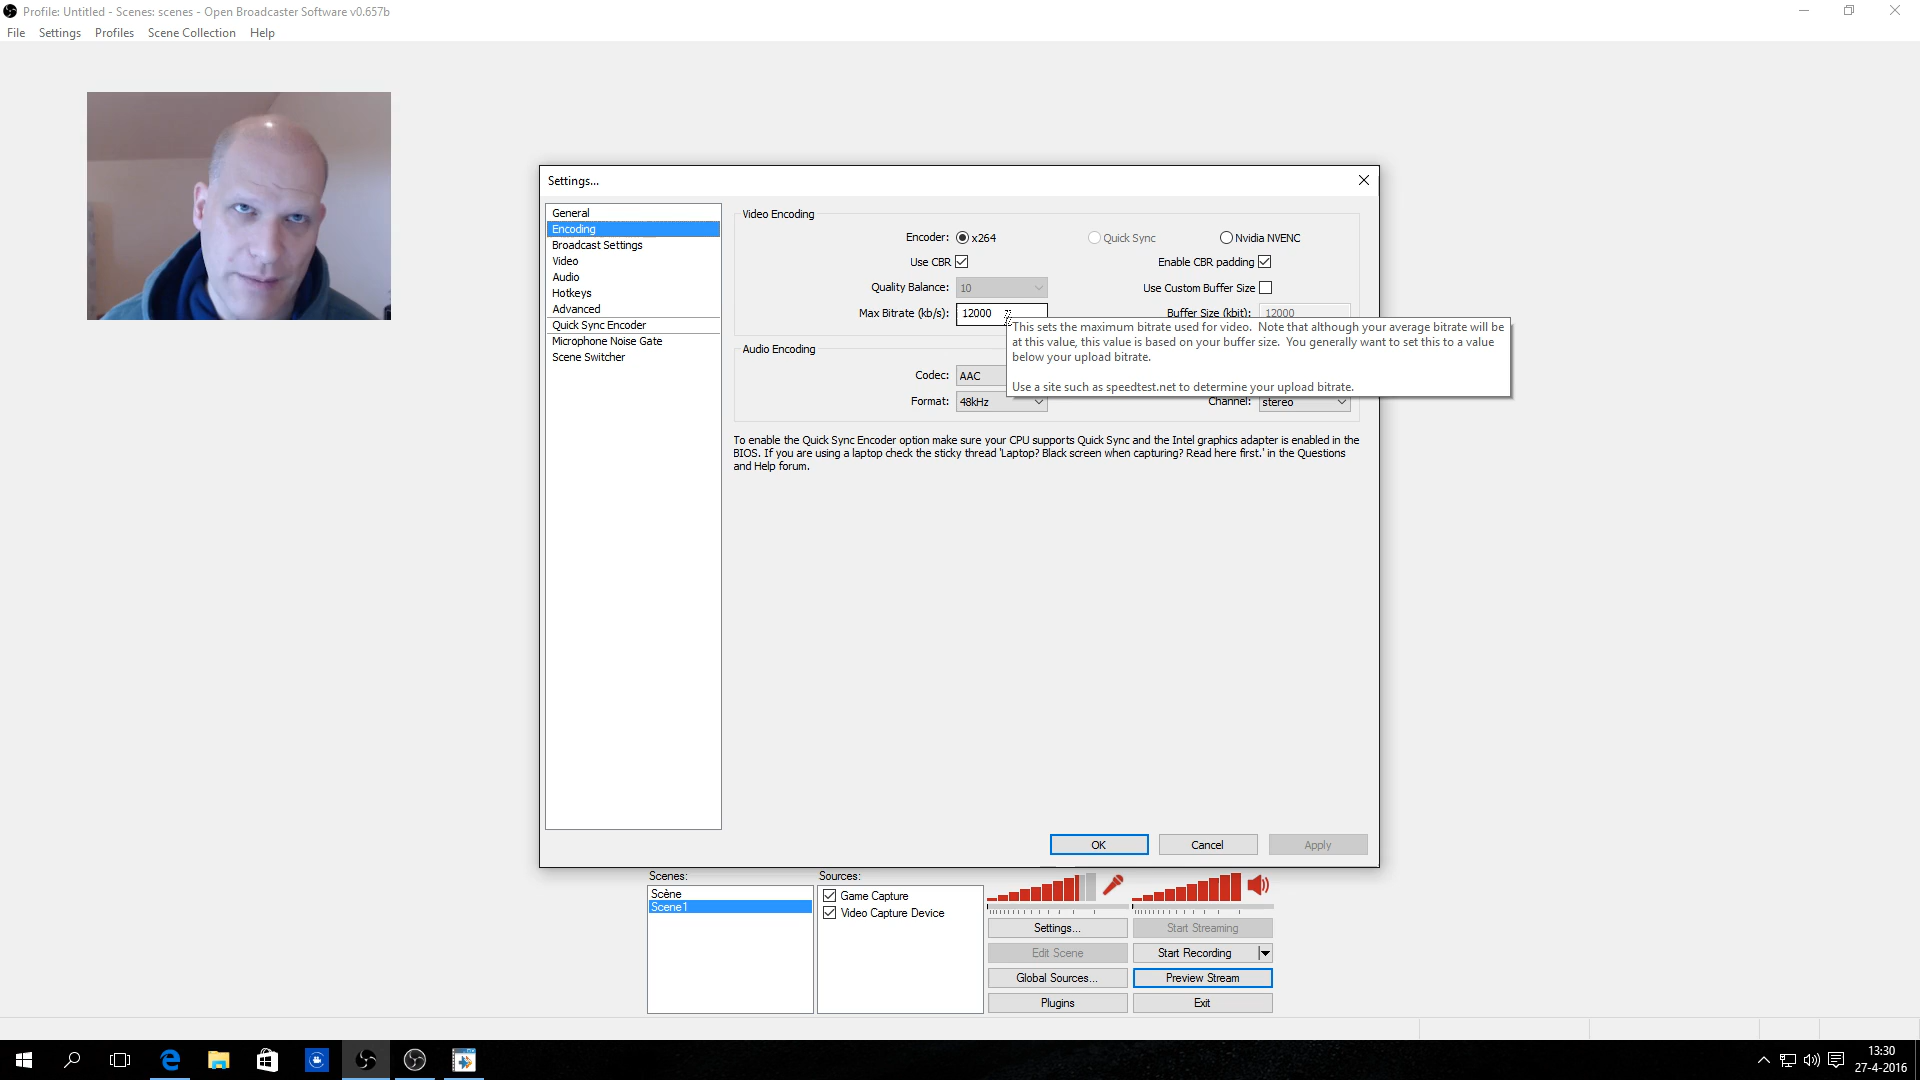 Profile: Untitled - Scenes: scenes - Open Broadcaster Software v0.657b
File Settings Profiles Scene Collection Help
Settings...
General
Encoding
Broadcast Settings
Video
Audio
Hotkeys
Advanced
Quick Sync Encoder
Microphone Noise Gate
Scene Switcher
Video Encoding
Encoder: x264 Quick Sync Nvidia NVENC
Use CBR Enable CBR padding
Quality Balance: 10 Use Custom Buffer Size
Max Bitrate (kb/s): 12000 Buffer Size (kbit): 12000
This sets the maximum bitrate used for video. Note that although your average bitrate will be
at this value, this value is based on your buffer size. You generally want to set this to a value
below your upload bitrate.
Use a site such as speedtest.net to determine your upload bitrate.
Audio Encoding
Codec: AAC
Format: 48kHz Channel: stereo
To enable the Quick Sync Encoder option make sure your CPU supports Quick Sync and the Intel graphics adapter is enabled in the
BIOS. If you are using a laptop check the sticky thread 'Laptop? Black screen when capturing? Read here first.' in the Questions
and Help forum.
OK Cancel Apply
Scenes: Sources:
Scène
Scene1
Game Capture
Video Capture Device
Settings... Start Streaming
Edit Scene Start Recording
Global Sources... Preview Stream
Plugins Exit
13:30
27-4-2016